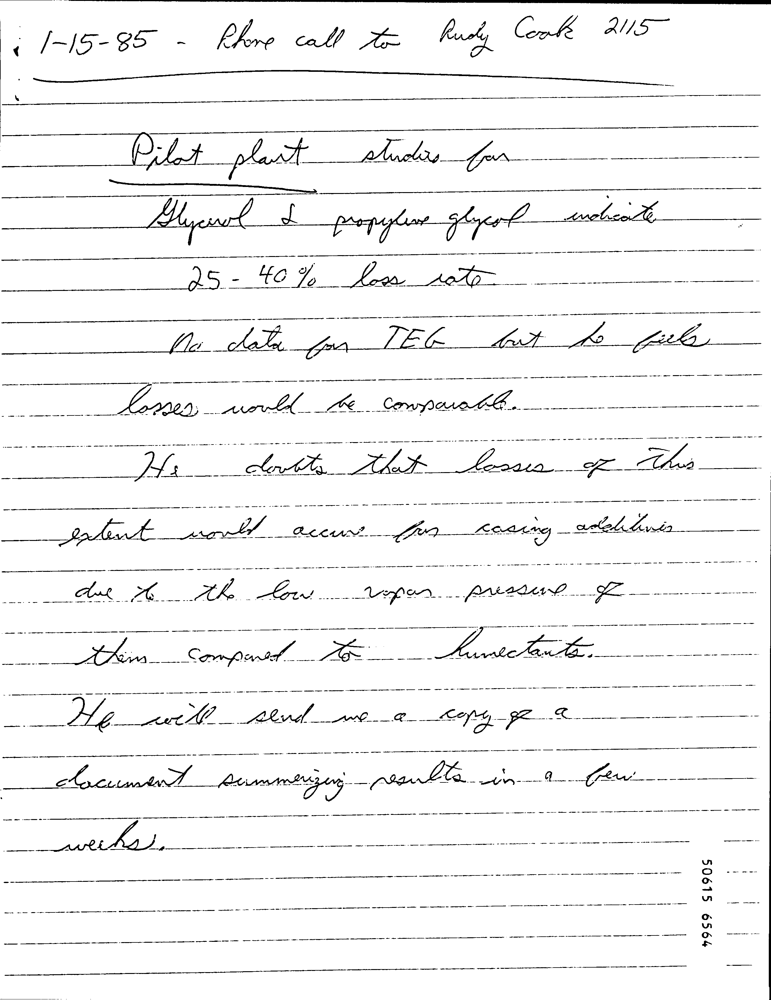 1-15-85 - Phone call to Rudy Cook 2115
Pilot plant studies for
Glycerol & propylene glycol indicate
25-40% loss rate
No data for TEG but he feels
losses would be comparable.
He doubts that losses of this
extent would occure for casing additives
due to the low vapor pressure of
them compared to humectants.
He will send me a copy of a
document summerizing results in a few
weeks.
50615 6564